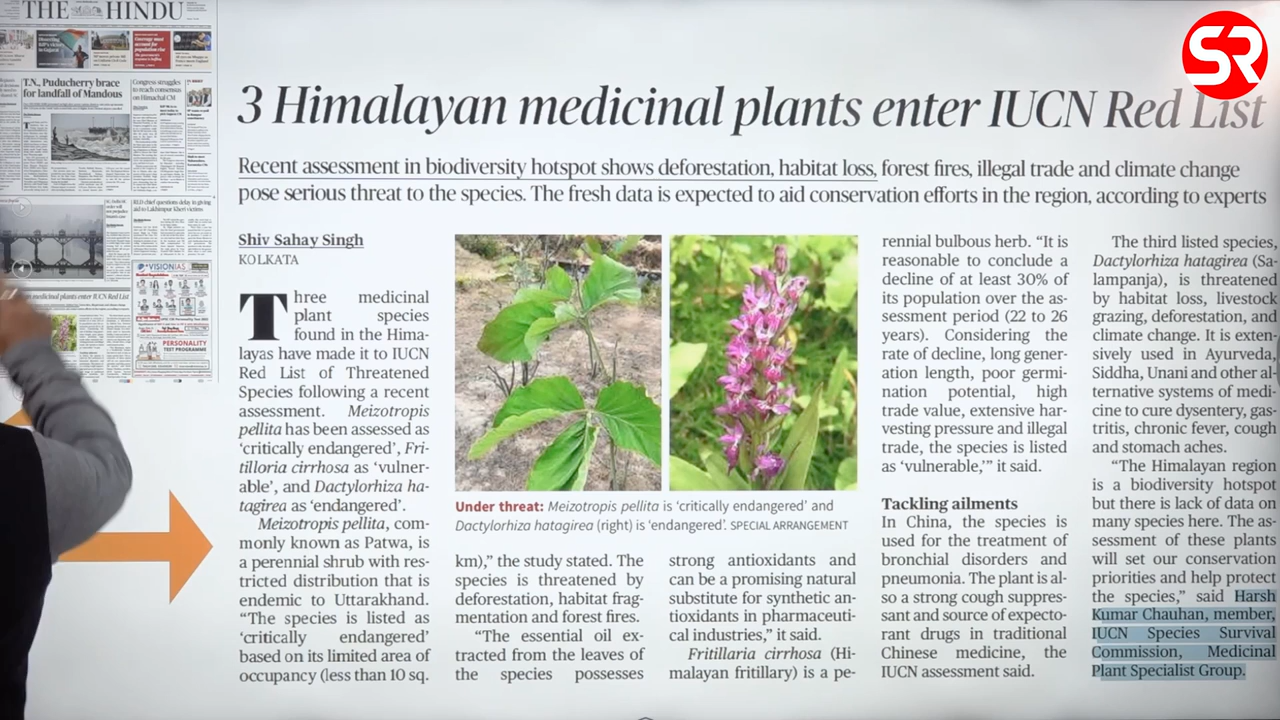 THE HINDU
T.N., Puducherry brace
for landfall of Mandous
Congress struggles
to reach consensus
on Himachal CM
RLD chief questions delay in giving
aid to Lakhimpur Kheri victims
medicinal plants enter IUCN Red List
VISIONIAS
PERSONALITY
TEST PROGRAMME
SR
3 Himalayan medicinal plants enter IUCN Red List
Recent assessment in biodiversity hotspot shows deforestation, habitat loss, forest fires, illegal trade and climate change
pose serious threat to the species. The fresh data is expected to aid conservation efforts in the region, according to experts
Shiv Sahay Singh
KOLKATA
Three medicinal
plant species
found in the Hima-
layas have made it to IUCN
Red List of Threatened
Species following a recent
assessment. Meizotropis
pellita has been assessed as
‘critically endangered’, Fri-
tilloria cirrhosa as ‘vulner-
able’, and Dactylorhiza ha-
tagirea as ‘endangered’.
Meizotropis pellita, com-
monly known as Patwa, is
a perennial shrub with res-
tricted distribution that is
endemic to Uttarakhand.
“The species is listed as
‘critically endangered’
based on its limited area of
occupancy (less than 10 sq.
Under threat: Meizotropis pellita is ‘critically endangered’ and
Dactylorhiza hatagirea (right) is ‘endangered’. SPECIAL ARRANGEMENT
km),” the study stated. The
species is threatened by
deforestation, habitat frag-
mentation and forest fires.
“The essential oil ex-
tracted from the leaves of
the species possesses
strong antioxidants and
can be a promising natural
substitute for synthetic an-
tioxidants in pharmaceuti-
cal industries,” it said.
Fritillaria cirrhosa (Hi-
malayan fritillary) is a pe-
rennial bulbous herb. “It is
reasonable to conclude a
decline of at least 30% of
its population over the as-
sessment period (22 to 26
years). Considering the
rate of decline, long gener-
ation length, poor germi-
nation potential, high
trade value, extensive har-
vesting pressure and illegal
trade, the species is listed
as ‘vulnerable,’” it said.
Tackling ailments
In China, the species is
used for the treatment of
bronchial disorders and
pneumonia. The plant is al-
so a strong cough suppres-
sant and source of expecto-
rant drugs in traditional
Chinese medicine, the
IUCN assessment said.
The third listed species,
Dactylorhiza hatagirea (Sa-
lampanja), is threatened
by habitat loss, livestock
grazing, deforestation, and
climate change. It is exten-
sively used in Ayurveda,
Siddha, Unani and other al-
ternative systems of medi-
cine to cure dysentery, gas-
tritis, chronic fever, cough
and stomach aches.
“The Himalayan region
is a biodiversity hotspot
but there is lack of data on
many species here. The as-
sessment of these plants
will set our conservation
priorities and help protect
the species,” said Harsh
Kumar Chauhan, member,
IUCN Species Survival
Commission, Medicinal
Plant Specialist Group.